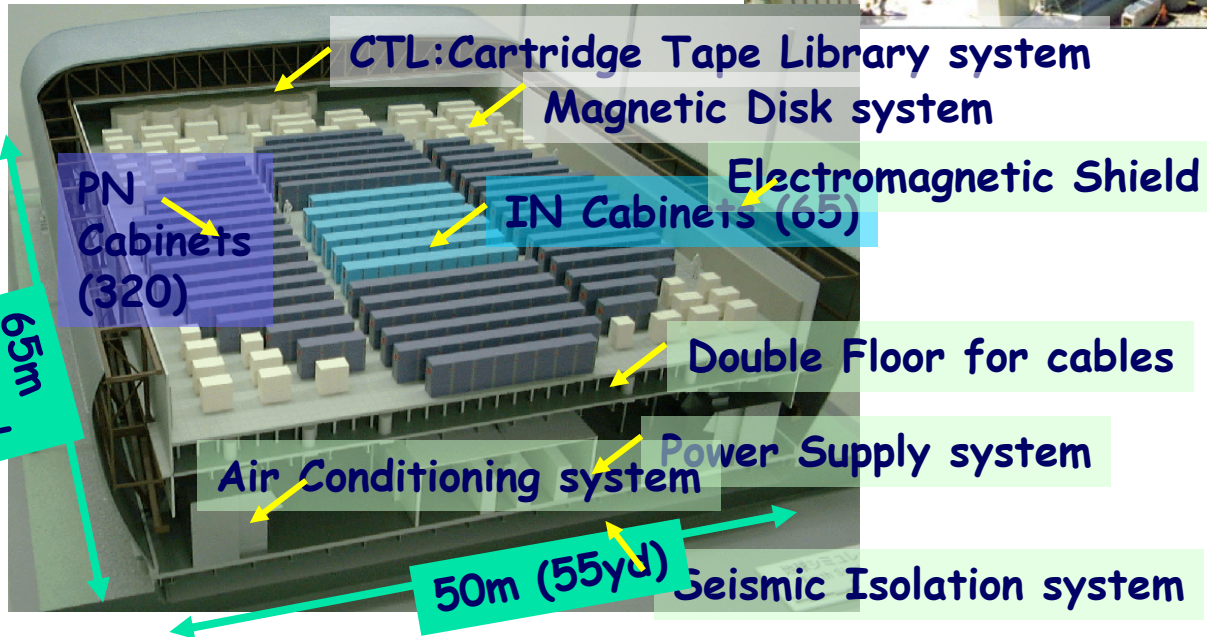 CTL:Cartridge Tape Library system
Magnetic Disk system
Electromagnetic Shield
PN
Cabinets
(320)
IN Cabinets (65)
65m
Double Floor for cables
Power Supply system
Air Conditioning system
50m (55yd)
Seismic Isolation system